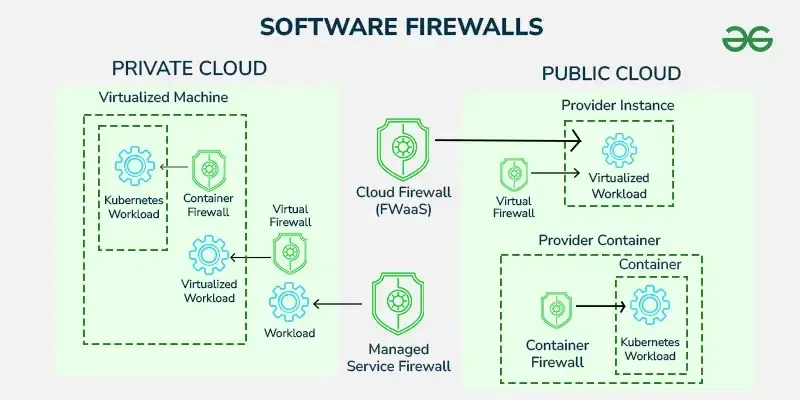 SOFTWARE FIREWALLS
PRIVATE CLOUD
Virtualized Machine
Kubernetes
Workload
Container
Firewall
Virtual
Firewall
Virtualized
Workload
Workload
Cloud Firewall
(FWaaS)
Managed
Service Firewall
PUBLIC CLOUD
Provider Instance
Virtual
Firewall
Virtualized
Workload
Provider Container
Container
Container
Firewall
Kubernetes
Workload